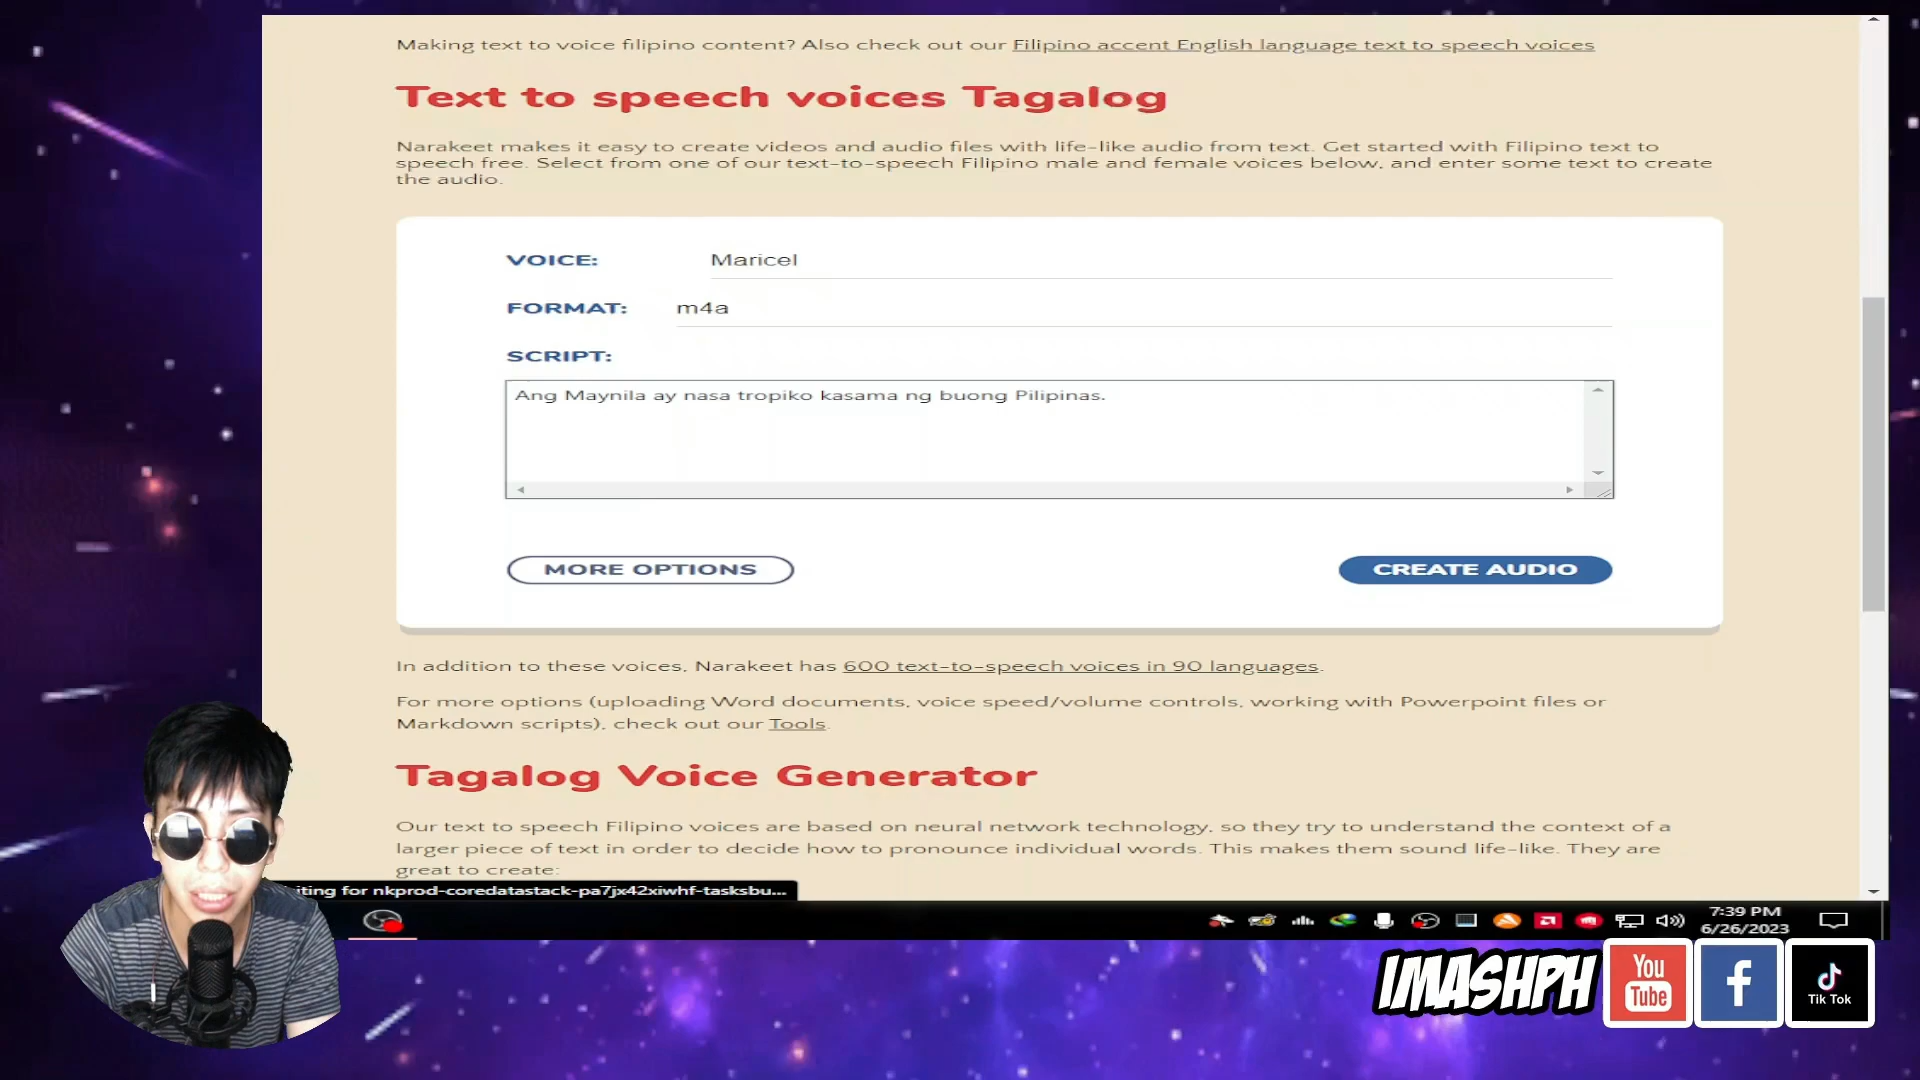 Making text to voice filipino content? Also check out our Filipino accent English language text to speech voices
Text to speech voices Tagalog
Narakeet makes it easy to create videos and audio files with life-like audio from text. Get started with Filipino text to
speech free. Select from one of our text-to-speech Filipino male and female voices below, and enter some text to create
the audio.
VOICE: Maricel
FORMAT: m4a
SCRIPT:
Ang Maynila ay nasa tropiko kasama ng buong Pilipinas.
MORE OPTIONS
CREATE AUDIO
In addition to these voices, Narakeet has 600 text-to-speech voices in 90 languages.
For more options (uploading Word documents, voice speed/volume controls, working with Powerpoint files or
Markdown scripts), check out our Tools.
Tagalog Voice Generator
Our text to speech Filipino voices are based on neural network technology, so they try to understand the context of a
larger piece of text in order to decide how to pronounce individual words. This makes them sound life-like. They are
great to create:
iting for nkprod-coredatastack-pa7jx42xiwhf-tasksbu...
7:39 PM
6/26/2023
IMASHPH
You
Tube
f
Tik Tok